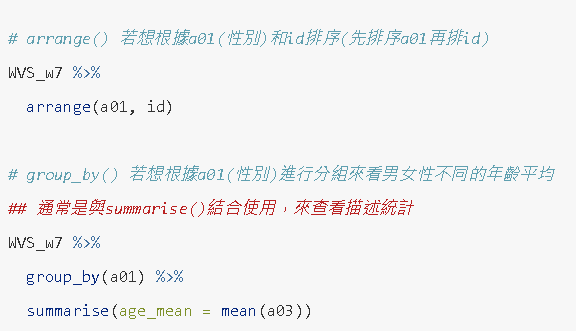 # arrange() 若想根據a01(性別)和id排序(先排序a01再排id)
WVS_w7 %>%
  arrange(a01, id)
# group_by() 若想根據a01(性別)進行分組來看男女性不同的年齡平均
## 通常是與summarise()結合使用，來查看描述統計
WVS_w7 %>%
  group_by(a01) %>%
  summarise(age_mean = mean(a03))